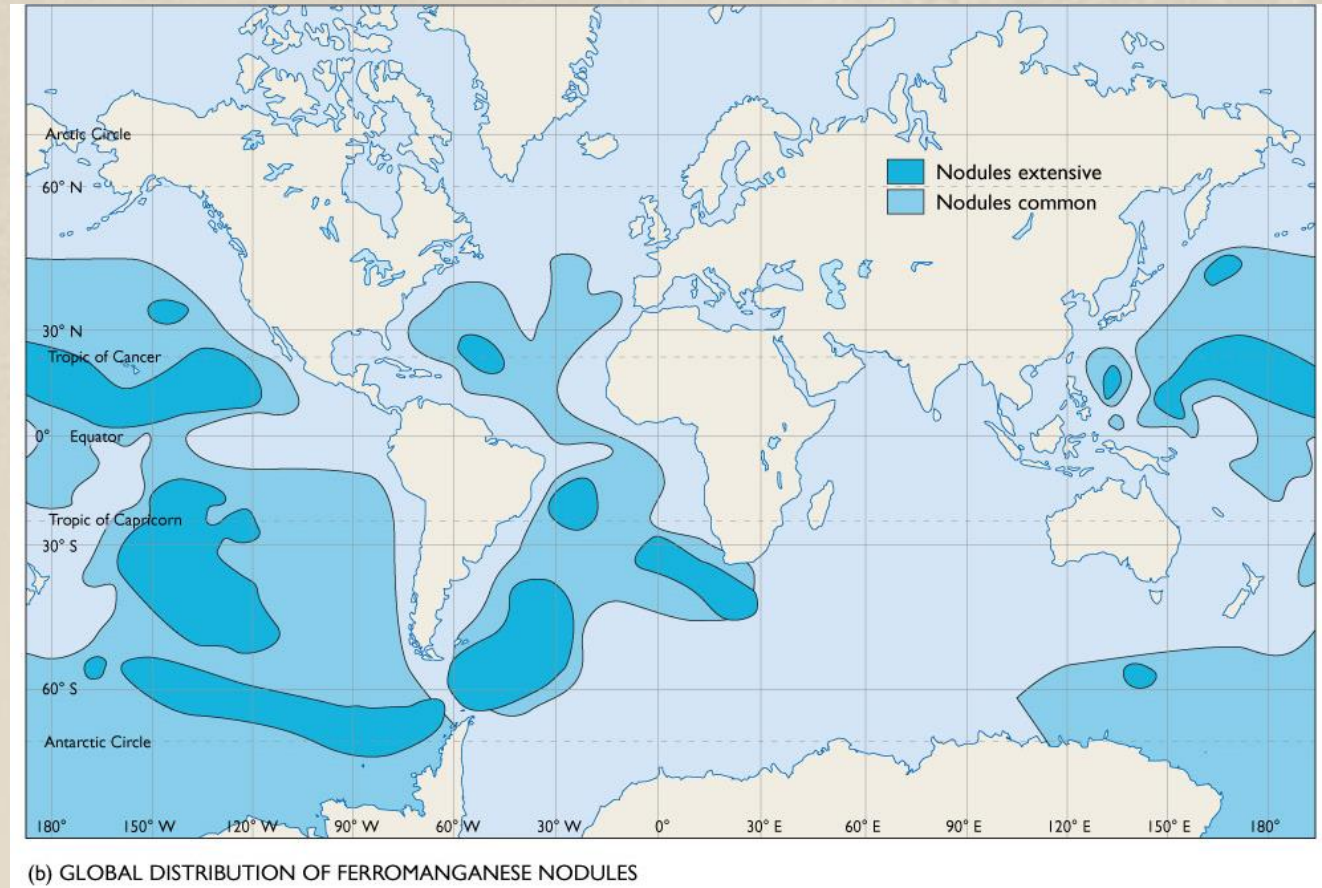 Arctic Circle
60° N
Nodules extensive
Nodules common
30° N
Tropic of Cancer
0° Equator
Tropic of Capricorn
30° S
60° S
Antarctic Circle
180° 150° W 120° W 90° W 60° W 30° W 0° 30° E 60° E 90° E 120° E 150° E 180°
(b) GLOBAL DISTRIBUTION OF FERROMANGANESE NODULES